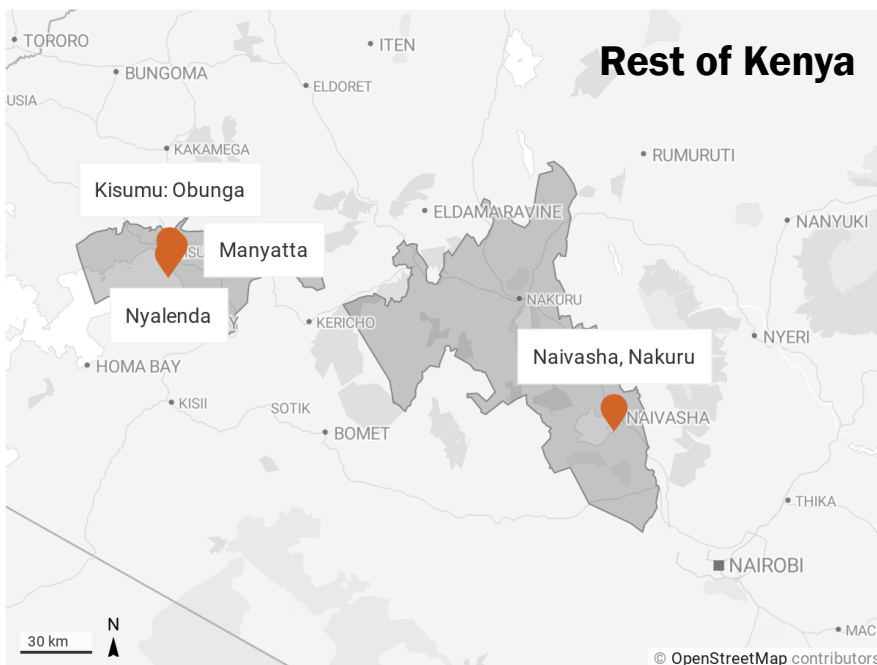 TORORO
ITEN
Rest of Kenya
BUNGOMA
ELDORET
USIA
KAKAMEGA
RUMURUTI
Kisumu: Obunga
ELDAMA RAVINE
NANYUKI
Manyatta
ISU
NAKURU
Nyalenda
Y
KERICHO
NYERI
Naivasha, Nakuru
HOMA BAY
KISII
SOTIK
NAIVASHA
BOMET
THIKA
NAIROBI
N
30 km
MAC
© OpenStreetMap contributors